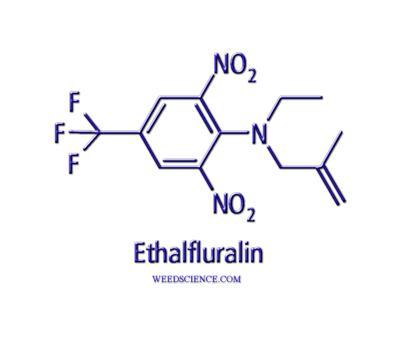 NO₂
F
F
N
F
NO₂
Ethalfluralin
WEEDSCIENCE.COM